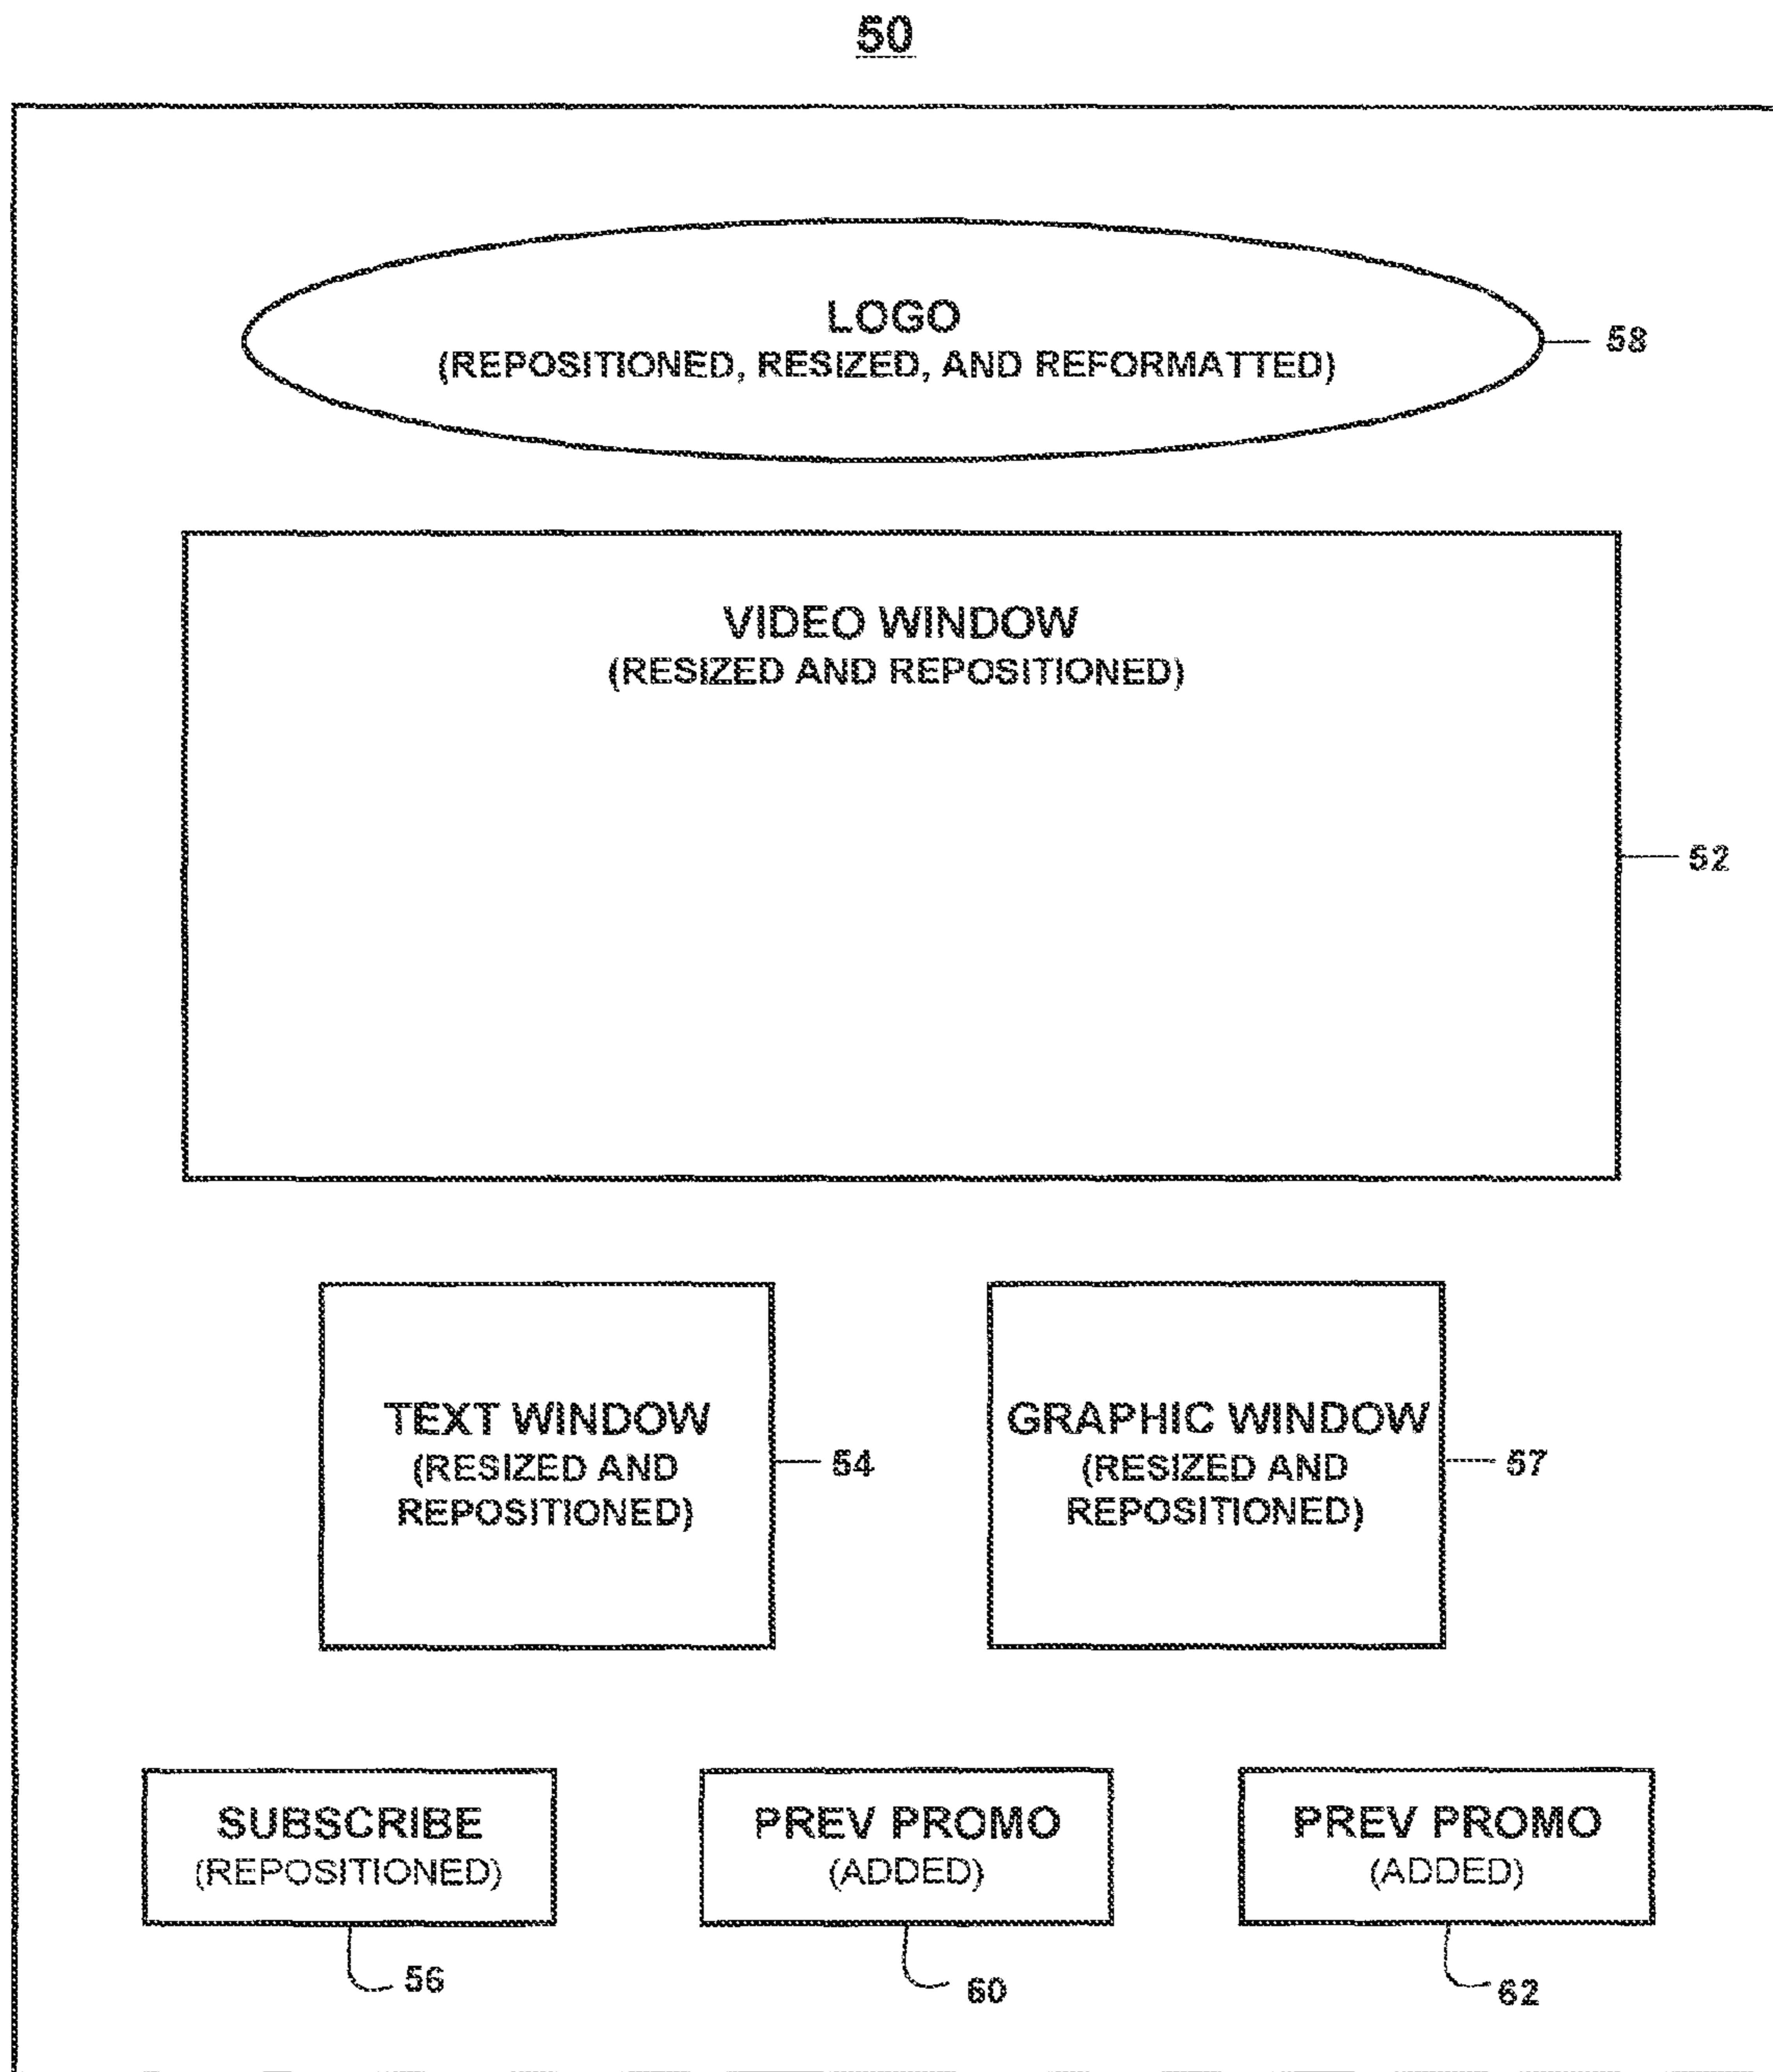 50
LOGO
(REPOSITIONED, RESIZED, AND REFORMATTED)
58
VIDEO WINDOW
(RESIZED AND REPOSITIONED)
52
TEXT WINDOW
(RESIZED AND
REPOSITIONED)
54
GRAPHIC WINDOW
(RESIZED AND
REPOSITIONED)
57
SUBSCRIBE
(REPOSITIONED)
56
PREV PROMO
(ADDED)
60
PREV PROMO
(ADDED)
62